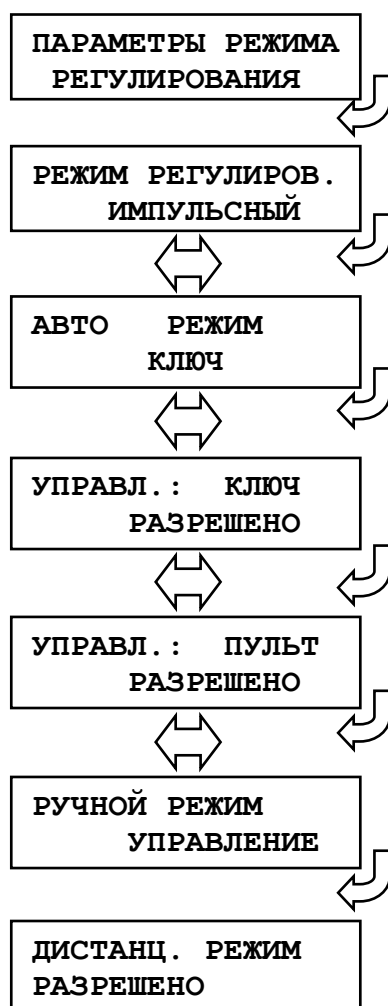 ПАРАМЕТРЫ РЕЖИМА
РЕГУЛИРОВАНИЯ
РЕЖИМ РЕГУЛИРОВ.
ИМПУЛЬСНЫЙ
АВТО РЕЖИМ
КЛЮЧ
УПРАВЛ.: КЛЮЧ
РАЗРЕШЕНО
УПРАВЛ.: ПУЛЬТ
РАЗРЕШЕНО
РУЧНОЙ РЕЖИМ
УПРАВЛЕНИЕ
ДИСТАНЦ. РЕЖИМ
РАЗРЕШЕНО